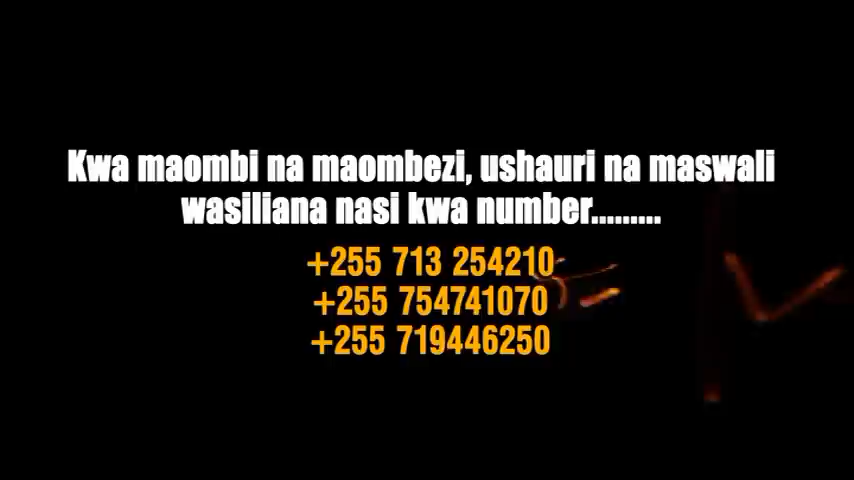 Kwa maombi na maombezi, ushauri na maswali
wasiliana nasi kwa number.........
+255 713 254210
+255 754741070
+255 719446250